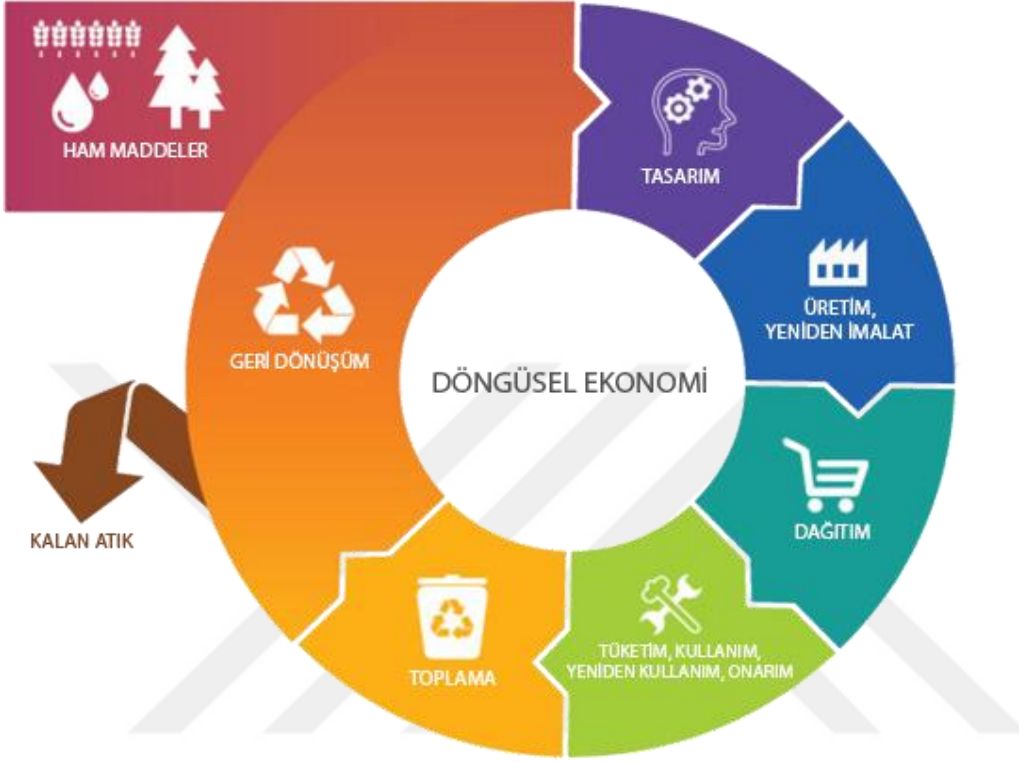 HAM MADDELER
TASARIM
ÜRETİM,
YENİDEN İMALAT
GERİ DÖNÜŞÜM
DÖNGÜSEL EKONOMİ
DAĞITIM
KALAN ATIK
TÜKETİM, KULLANIM,
YENİDEN KULLANIM, ONARIM
TOPLAMA